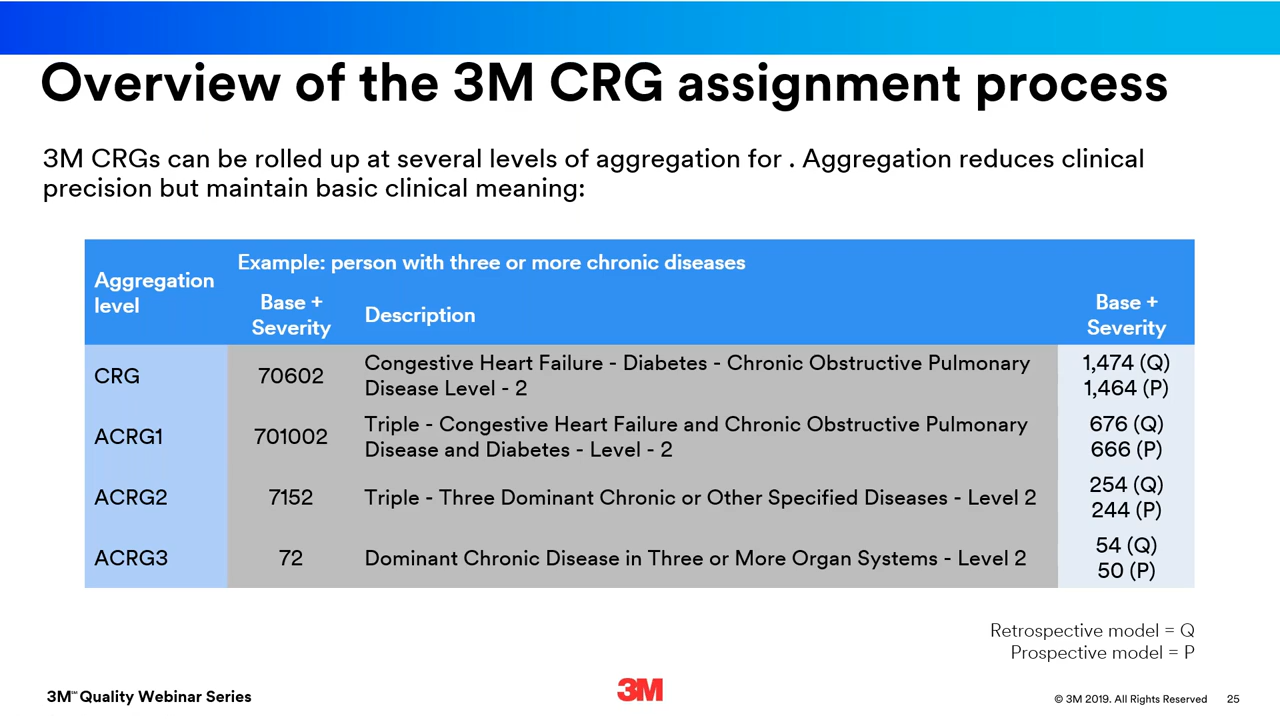 Overview of the 3M CRG assignment process
3M CRGs can be rolled up at several levels of aggregation for . Aggregation reduces clinical
precision but maintain basic clinical meaning:
Aggregation
level
Example: person with three or more chronic diseases
Base +
Severity
Description
Base +
Severity
CRG
70602
Congestive Heart Failure - Diabetes - Chronic Obstructive Pulmonary
Disease Level - 2
1,474 (Q)
1,464 (P)
ACRG1
701002
Triple - Congestive Heart Failure and Chronic Obstructive Pulmonary
Disease and Diabetes - Level - 2
676 (Q)
666 (P)
ACRG2
7152
Triple - Three Dominant Chronic or Other Specified Diseases - Level 2
254 (Q)
244 (P)
ACRG3
72
Dominant Chronic Disease in Three or More Organ Systems - Level 2
54 (Q)
50 (P)
Retrospective model = Q
Prospective model = P
3M℠ Quality Webinar Series
3M
© 3M 2019. All Rights Reserved
25